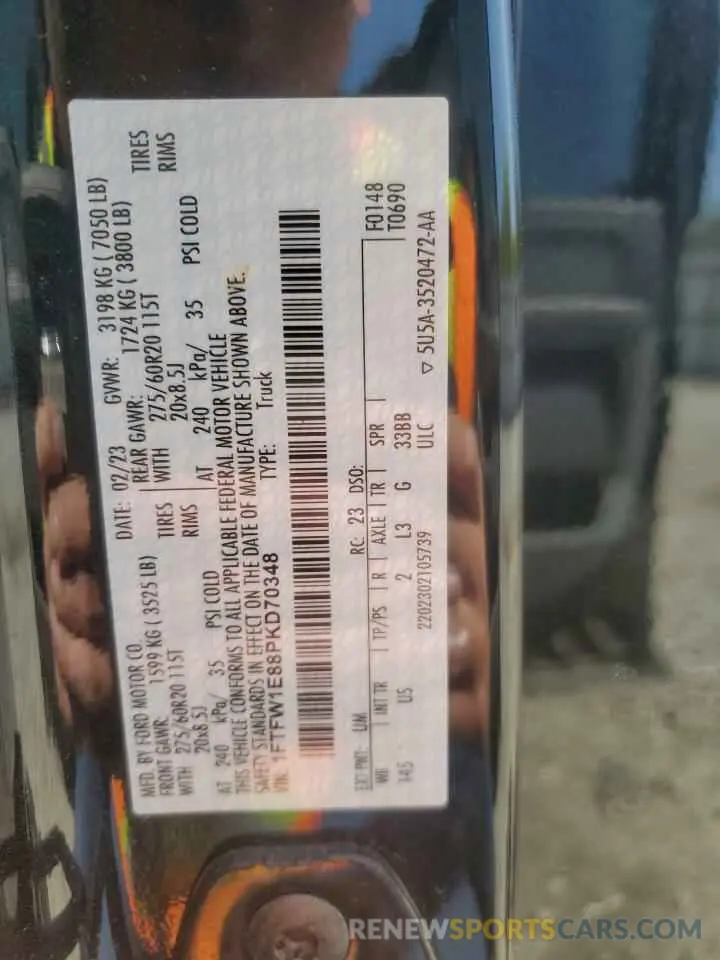 MFD. BY FORD MOTOR CO. DATE: 02/23 GVWR: 3198 KG ( 7050 LB)
FRONT GAWR: 1599 KG ( 3525 LB) REAR GAWR: 1724 KG ( 3800 LB)
WITH 275/60R20 115T TIRES WITH 275/60R20 115T TIRES
20x8.5J RIMS 20x8.5J RIMS
AT 240 kPa/ 35 PSI COLD AT 240 kPa/ 35 PSI COLD
THIS VEHICLE CONFORMS TO ALL APPLICABLE FEDERAL MOTOR VEHICLE
SAFETY STANDARDS IN EFFECT ON THE DATE OF MANUFACTURE SHOWN ABOVE.
VIN: 1FTFW1E88PKD70348 TYPE: Truck
EXT PNT: UM RC: 23 DSO: F0148
WB INT TR TP/PS R AXLE TR SPR T0690
145 US 2 L3 G 33BB
2202302105739 ULC
▽ 5U5A-3520472-AA
RENEWSPORTSCARS.COM